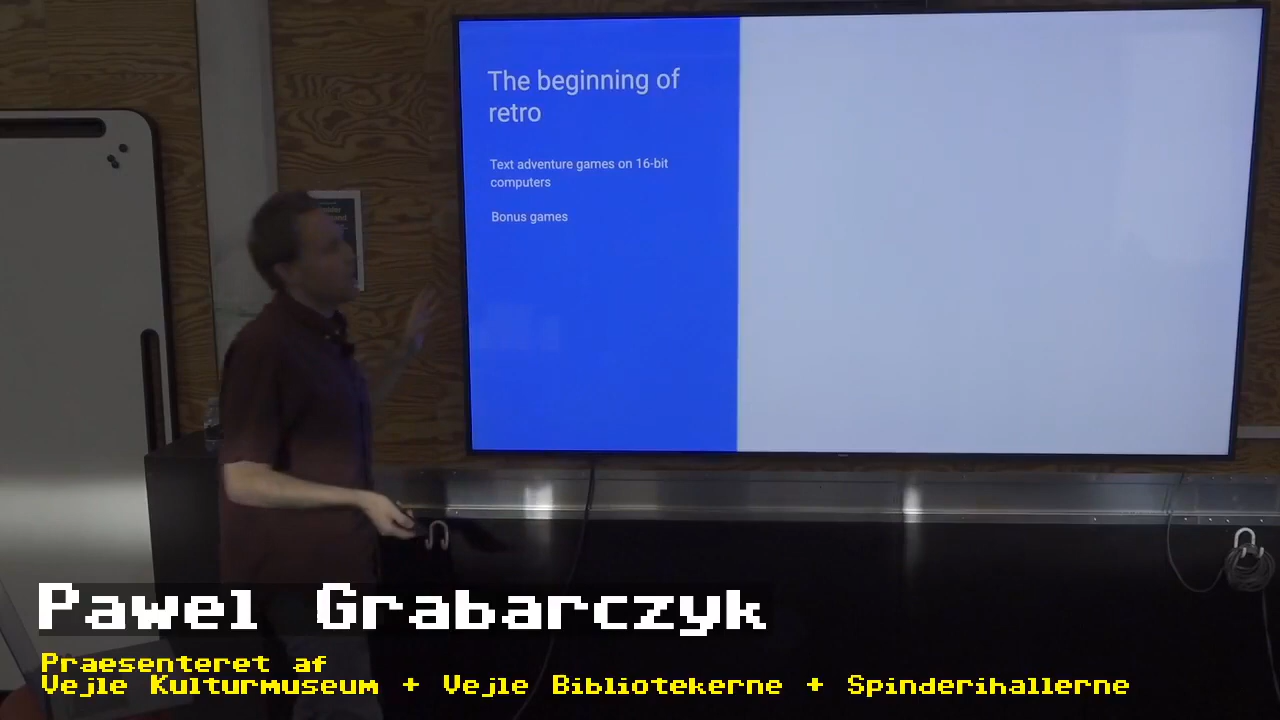 The beginning of
retro
Text adventure games on 16-bit
computers
Bonus games
Pawel Grabarczyk
Praesenteret af
Vejle Kulturmuseum + Vejle Bibliotekerne + Spinderihallerne